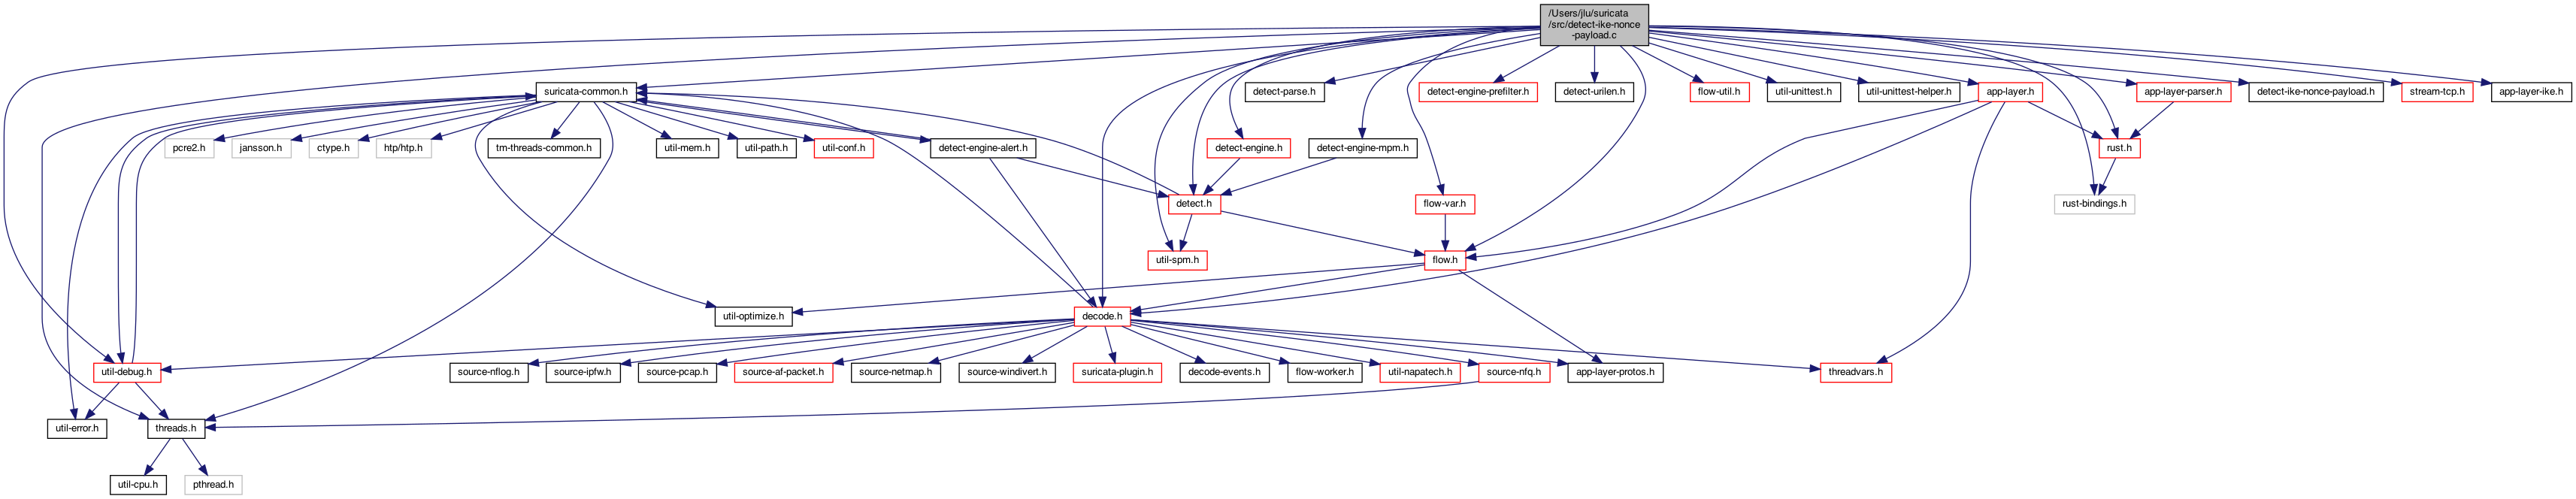 /Users/jlu/suricata
/src/detect-ike-nonce
-payload.c
suricata-common.h
detect-parse.h
detect-engine-prefilter.h
detect-urilen.h
flow-util.h
util-unittest.h
util-unittest-helper.h
app-layer.h
app-layer-parser.h
detect-ike-nonce-payload.h
stream-tcp.h
app-layer-ike.h
pcre2.h
jansson.h
ctype.h
htp/htp.h
tm-threads-common.h
util-mem.h
util-path.h
util-conf.h
detect-engine-alert.h
detect-engine.h
detect-engine-mpm.h
rust.h
detect.h
flow-var.h
rust-bindings.h
util-spm.h
flow.h
util-optimize.h
decode.h
util-debug.h
source-nflog.h
source-ipfw.h
source-pcap.h
source-af-packet.h
source-netmap.h
source-windivert.h
suricata-plugin.h
decode-events.h
flow-worker.h
util-napatech.h
source-nfq.h
app-layer-protos.h
threadvars.h
util-error.h
threads.h
util-cpu.h
pthread.h